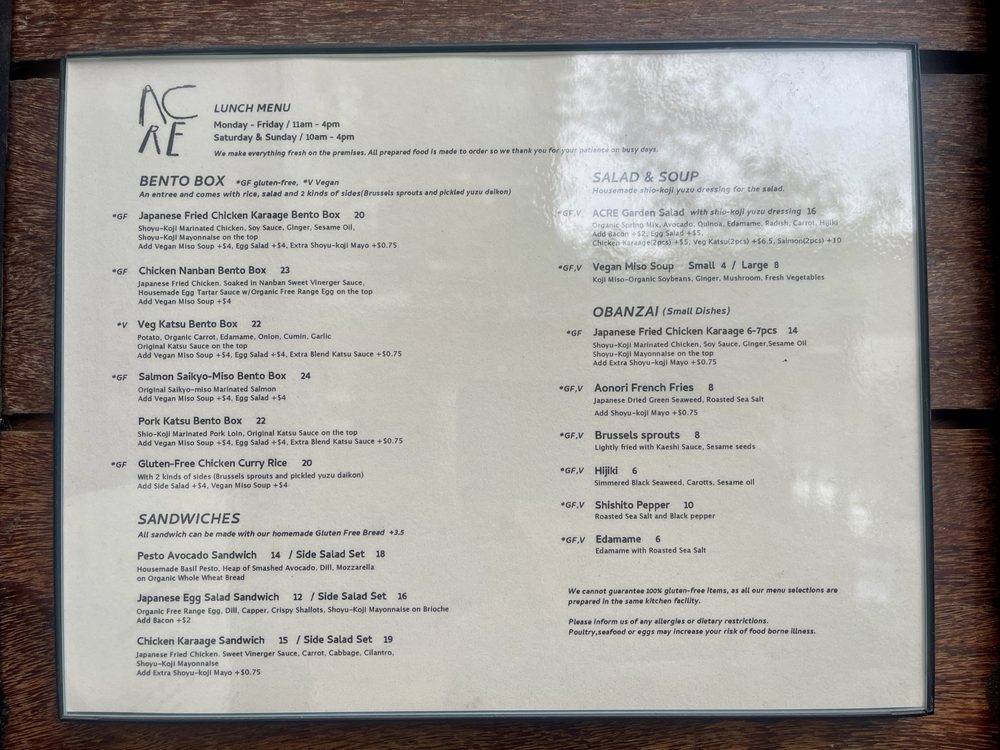 AC
RE
LUNCH MENU
Monday - Friday / 11am - 4pm
Saturday & Sunday / 10am - 4pm
We make everything fresh on the premises. All prepared food is made to order so we thank you for your patience on busy days.
BENTO BOX *GF gluten-free, *V Vegan
An entree and comes with rice, salad and 2 kinds of sides(Brussels sprouts and pickled yuzu daikon)
*GF Japanese Fried Chicken Karaage Bento Box 20
Shoyu-Koji Marinated Chicken, Soy Sauce, Ginger, Sesame Oil,
Shoyu-Koji Mayonnaise on the top
Add Vegan Miso Soup +$4, Egg Salad +$4, Extra Shoyu-koji Mayo +$0.75
*GF Chicken Nanban Bento Box 23
Japanese Fried Chicken, Soaked in Nanban Sweet Vinerger Sauce,
Housemade Egg Tartar Sauce w/Organic Free Range Egg on the top
Add Vegan Miso Soup +$4
*V Veg Katsu Bento Box 22
Potato, Organic Carrot, Edamame, Onion, Cumin, Garlic
Original Katsu Sauce on the top
Add Vegan Miso Soup +$4, Egg Salad +$4, Extra Blend Katsu Sauce +$0.75
*GF Salmon Saikyo-Miso Bento Box 24
Original Saikyo-miso Marinated Salmon
Add Vegan Miso Soup +$4, Egg Salad +$4
Pork Katsu Bento Box 22
Shio-Koji Marinated Pork Loin, Original Katsu Sauce on the top
Add Vegan Miso Soup +$4, Egg Salad +$4, Extra Blend Katsu Sauce +$0.75
*GF Gluten-Free Chicken Curry Rice 20
With 2 kinds of sides (Brussels sprouts and pickled yuzu daikon)
Add Side Salad +$4, Vegan Miso Soup +$4
SANDWICHES
All sandwich can be made with our homemade Gluten Free Bread +3.5
Pesto Avocado Sandwich 14 / Side Salad Set 18
Housemade Basil Pesto, Heap of Smashed Avocado, Dill, Mozzarella
on Organic Whole Wheat Bread
Japanese Egg Salad Sandwich 12 / Side Salad Set 16
Organic Free Range Egg, Dill, Capper, Crispy Shallots, Shoyu-Koji Mayonnaise on Brioche
Add Bacon +$2
Chicken Karaage Sandwich 15 / Side Salad Set 19
Japanese Fried Chicken. Sweet Vinerger Sauce, Carrot, Cabbage, Cilantro,
Shoyu-Koji Mayonnaise
Add Extra Shoyu-koji Mayo +$0.75
SALAD & SOUP
Housemade shio-koji yuzu dressing for the salad.
*GF,V ACRE Garden Salad with shio-koji yuzu dressing 16
Organic Spring Mix, Avocado, Quinoa, Edamame, Radish, Carrot, Hijiki
Add Bacon +$2, Egg Salad +$5,
Chicken Karaage(2pcs) +$5, Veg Katsu(2pcs) +$6.5, Salmon(2pcs) +10
*GF,V Vegan Miso Soup Small 4 / Large 8
Koji Miso-Organic Soybeans, Ginger, Mushroom, Fresh Vegetables
OBANZAI (Small Dishes)
*GF Japanese Fried Chicken Karaage 6-7pcs 14
Shoyu-Koji Marinated Chicken, Soy Sauce, Ginger,Sesame Oil
Shoyu-Koji Mayonnaise on the top
Add Extra Shoyu-koji Mayo +$0.75
*GF,V Aonori French Fries 8
Japanese Dried Green Seaweed, Roasted Sea Salt
Add Shoyu-koji Mayo +$0.75
*GF,V Brussels sprouts 8
Lightly fried with Kaeshi Sauce, Sesame seeds
*GF,V Hijiki 6
Simmered Black Seaweed, Carotts, Sesame oil
*GF,V Shishito Pepper 10
Roasted Sea Salt and Black pepper
*GF,V Edamame 6
Edamame with Roasted Sea Salt
We cannot guarantee 100% gluten-free items, as all our menu selections are
prepared in the same kitchen facility.
Please inform us of any allergies or dietary restrictions.
Poultry,seafood or eggs may increase your risk of food borne illness.